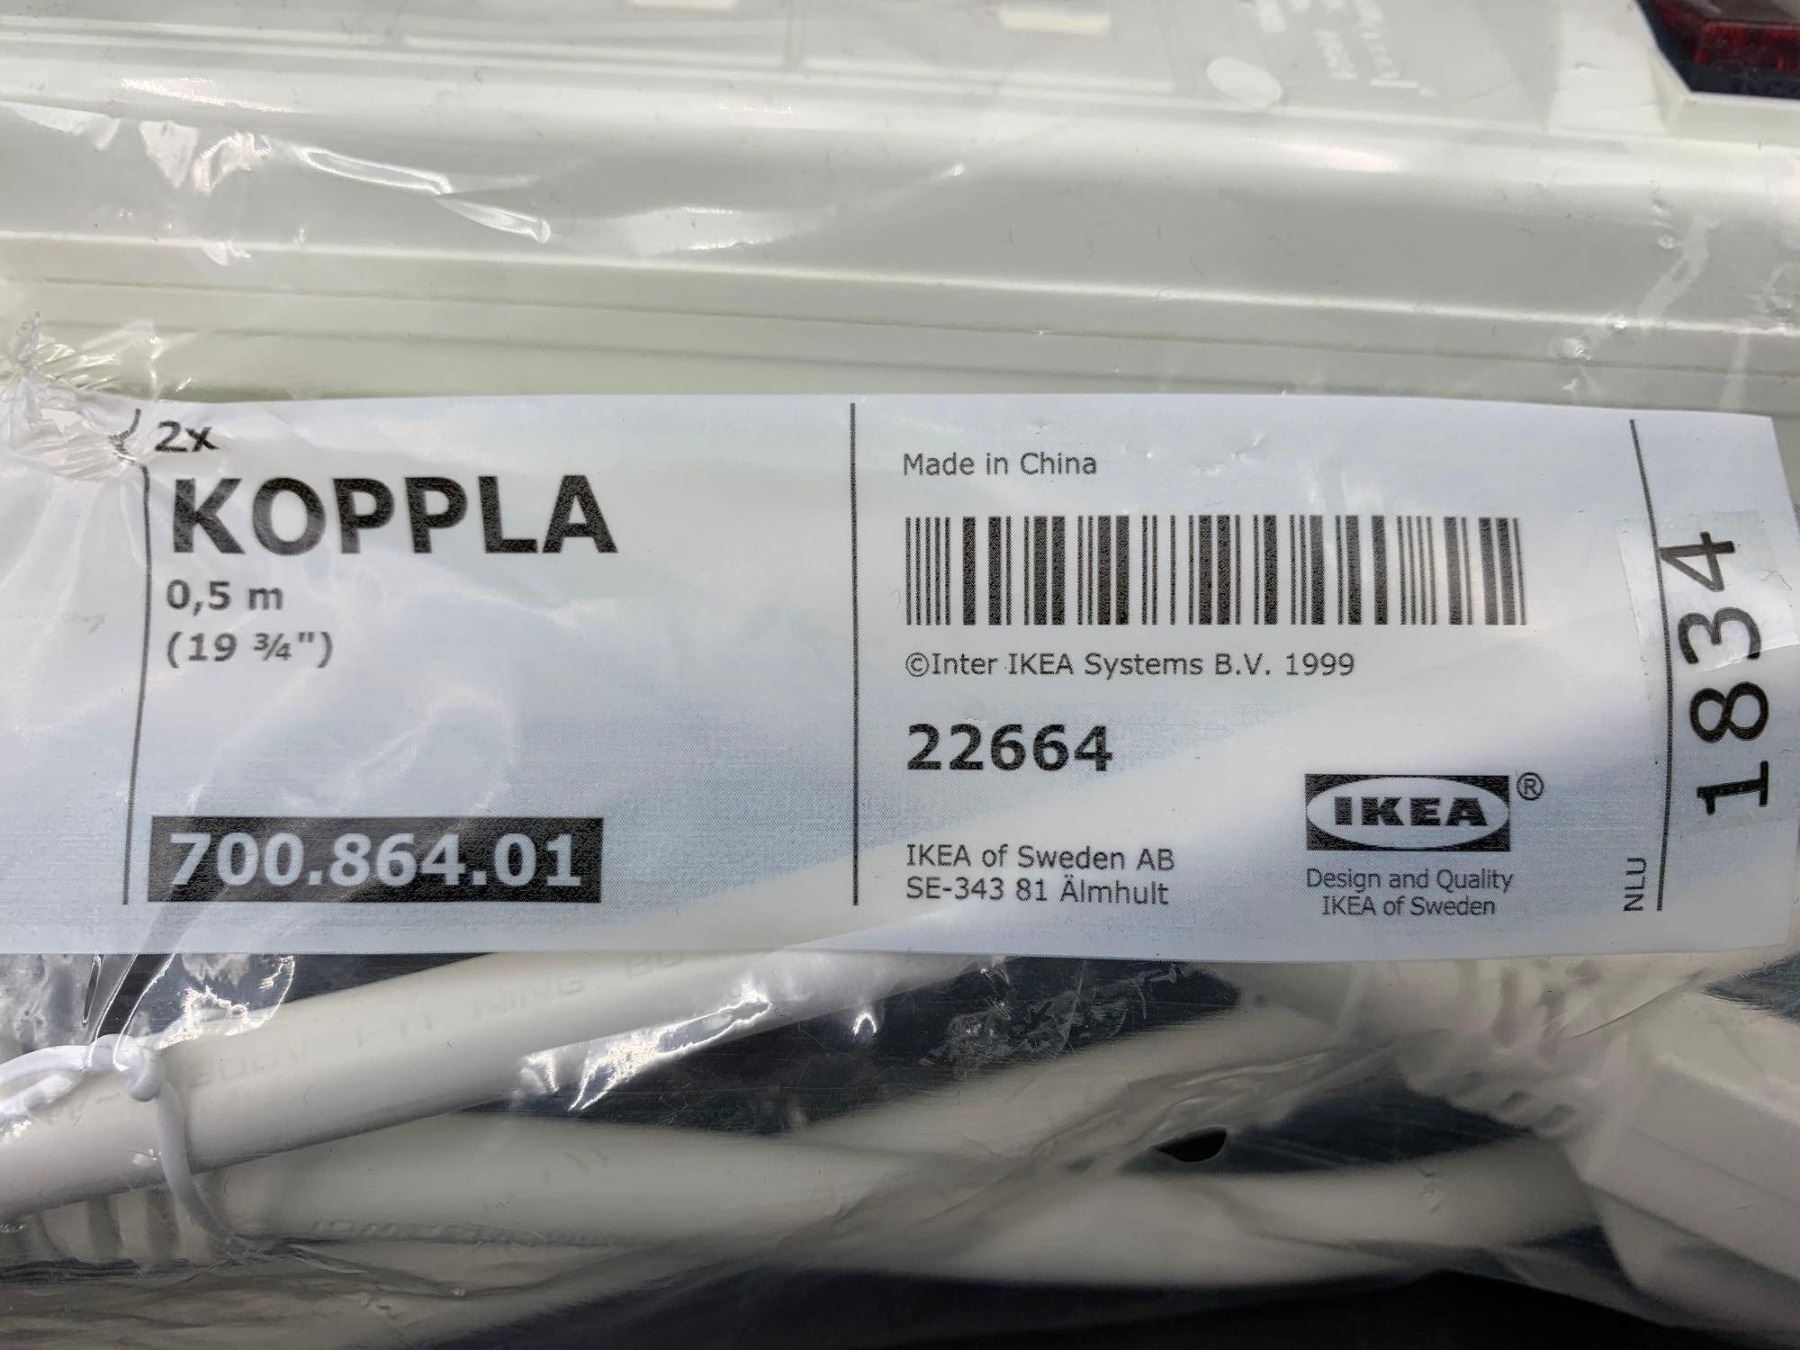 2x
KOPPLA
0,5 m
(19 ¾")
700.864.01
Made in China
©Inter IKEA Systems B.V. 1999
22664
IKEA of Sweden AB
SE-343 81 Älmhult
IKEA®
Design and Quality
IKEA of Sweden
NLU
1834